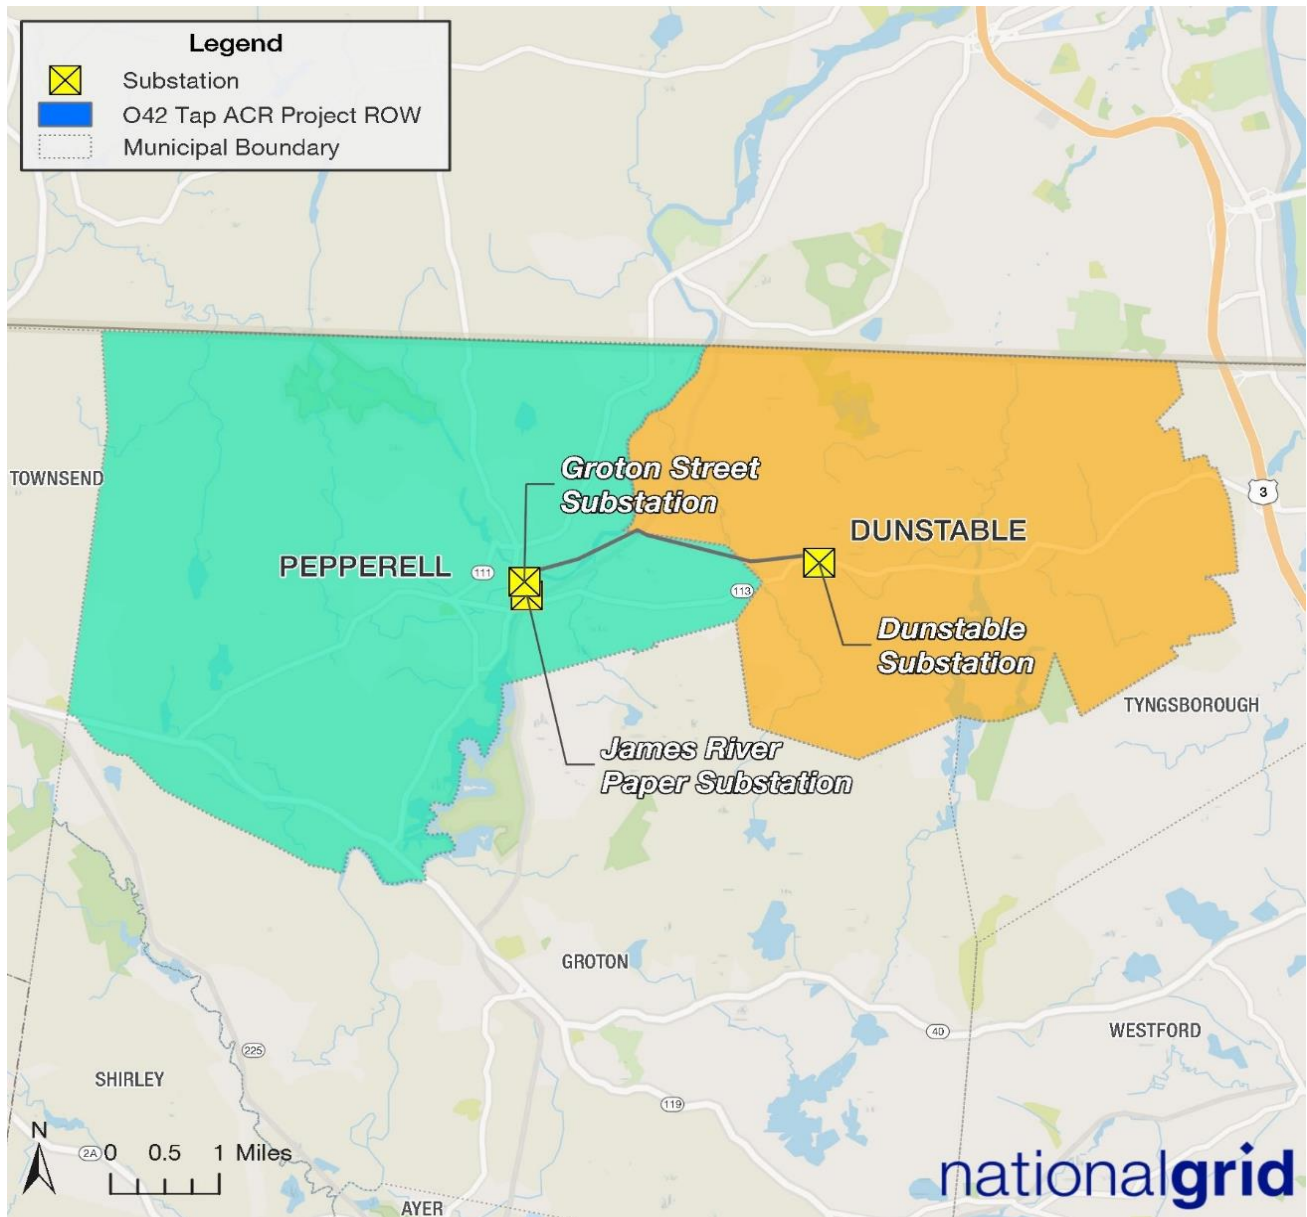 Legend
Substation
O42 Tap ACR Project ROW
Municipal Boundary
TOWNSEND
Groton Street
Substation
3
PEPPERELL
111
DUNSTABLE
113
Dunstable
Substation
TYNGSBOROUGH
James River
Paper Substation
GROTON
40
WESTFORD
225
SHIRLEY
119
N
2A
0 0.5 1 Miles
AYER
nationalgrid